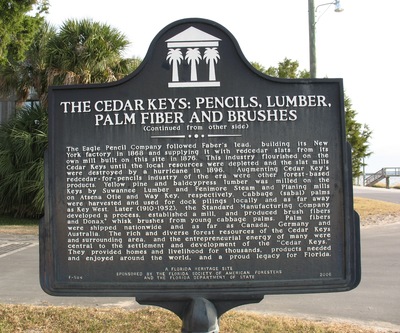 THE CEDAR KEYS: PENCILS, LUMBER,
PALM FIBER AND BRUSHES
(Continued from other side)
The Eagle Pencil Company followed Faber's lead, building its New
York factory in 1868 and supplying it with redcedar slats from its
own mill built on this site in 1876. This industry flourished on the
Cedar Keys until the local resources were depleted and the slat mills
were destroyed by a hurricane in 1896. Augmenting Cedar Key's
redcedar-for-pencils industry of the era were other forest-based
products. Yellow pine and baldcypress lumber was milled on the
Keys by Suwannee Lumber and Fenimore Steam and Planing mills
on Atsena Otie and Way Key, respectively. Cabbage (sabal) palms
were harvested and used for dock pilings locally and as far away
as Key West. Later (1910-1952), the Standard Manufacturing Company
developed a process, established a mill, and produced brush fibers
and "Donax" whisk brushes from young cabbage palms. Palm fibers
were shipped nationwide and as far as Canada, Germany and
Australia. The rich and diverse forest resources of the Cedar Keys
and surrounding area, and the entrepreneurial energy of many were
central to the settlement and development of the "Cedar Keys."
They provided homes and livelihood for thousands, products needed
and enjoyed around the world, and a proud legacy for Florida.
A FLORIDA HERITAGE SITE
SPONSORED BY THE FLORIDA SOCIETY OF AMERICAN FORESTERS
AND THE FLORIDA DEPARTMENT OF STATE
2005